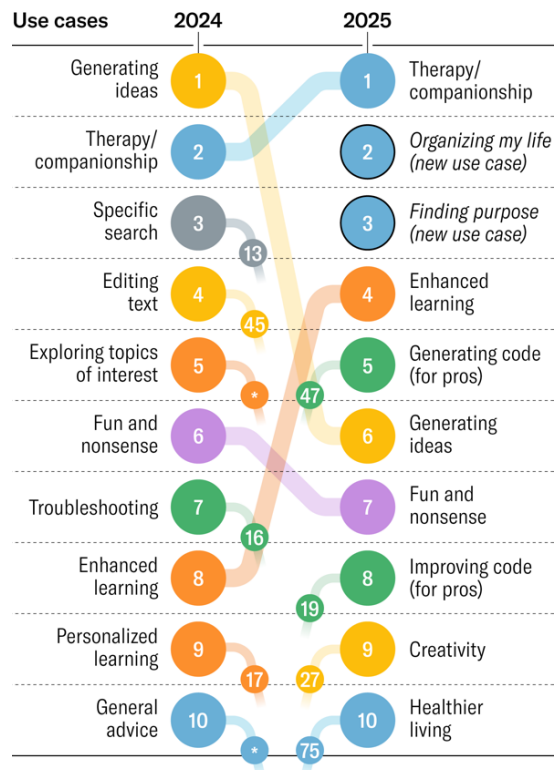 Use cases 2024 2025
Generating
ideas
1
1
Therapy/
companionship
Therapy/
companionship
2
2
Organizing my life
(new use case)
Specific
search
3
13
3
Finding purpose
(new use case)
Editing
text
4
45
4
Enhanced
learning
Exploring topics
of interest
5
*
47
5
Generating code
(for pros)
Fun and
nonsense
6
6
Generating
ideas
Troubleshooting
7
16
7
Fun and
nonsense
Enhanced
learning
8
19
8
Improving code
(for pros)
Personalized
learning
9
17
27
9
Creativity
General
advice
10
*
75
10
Healthier
living